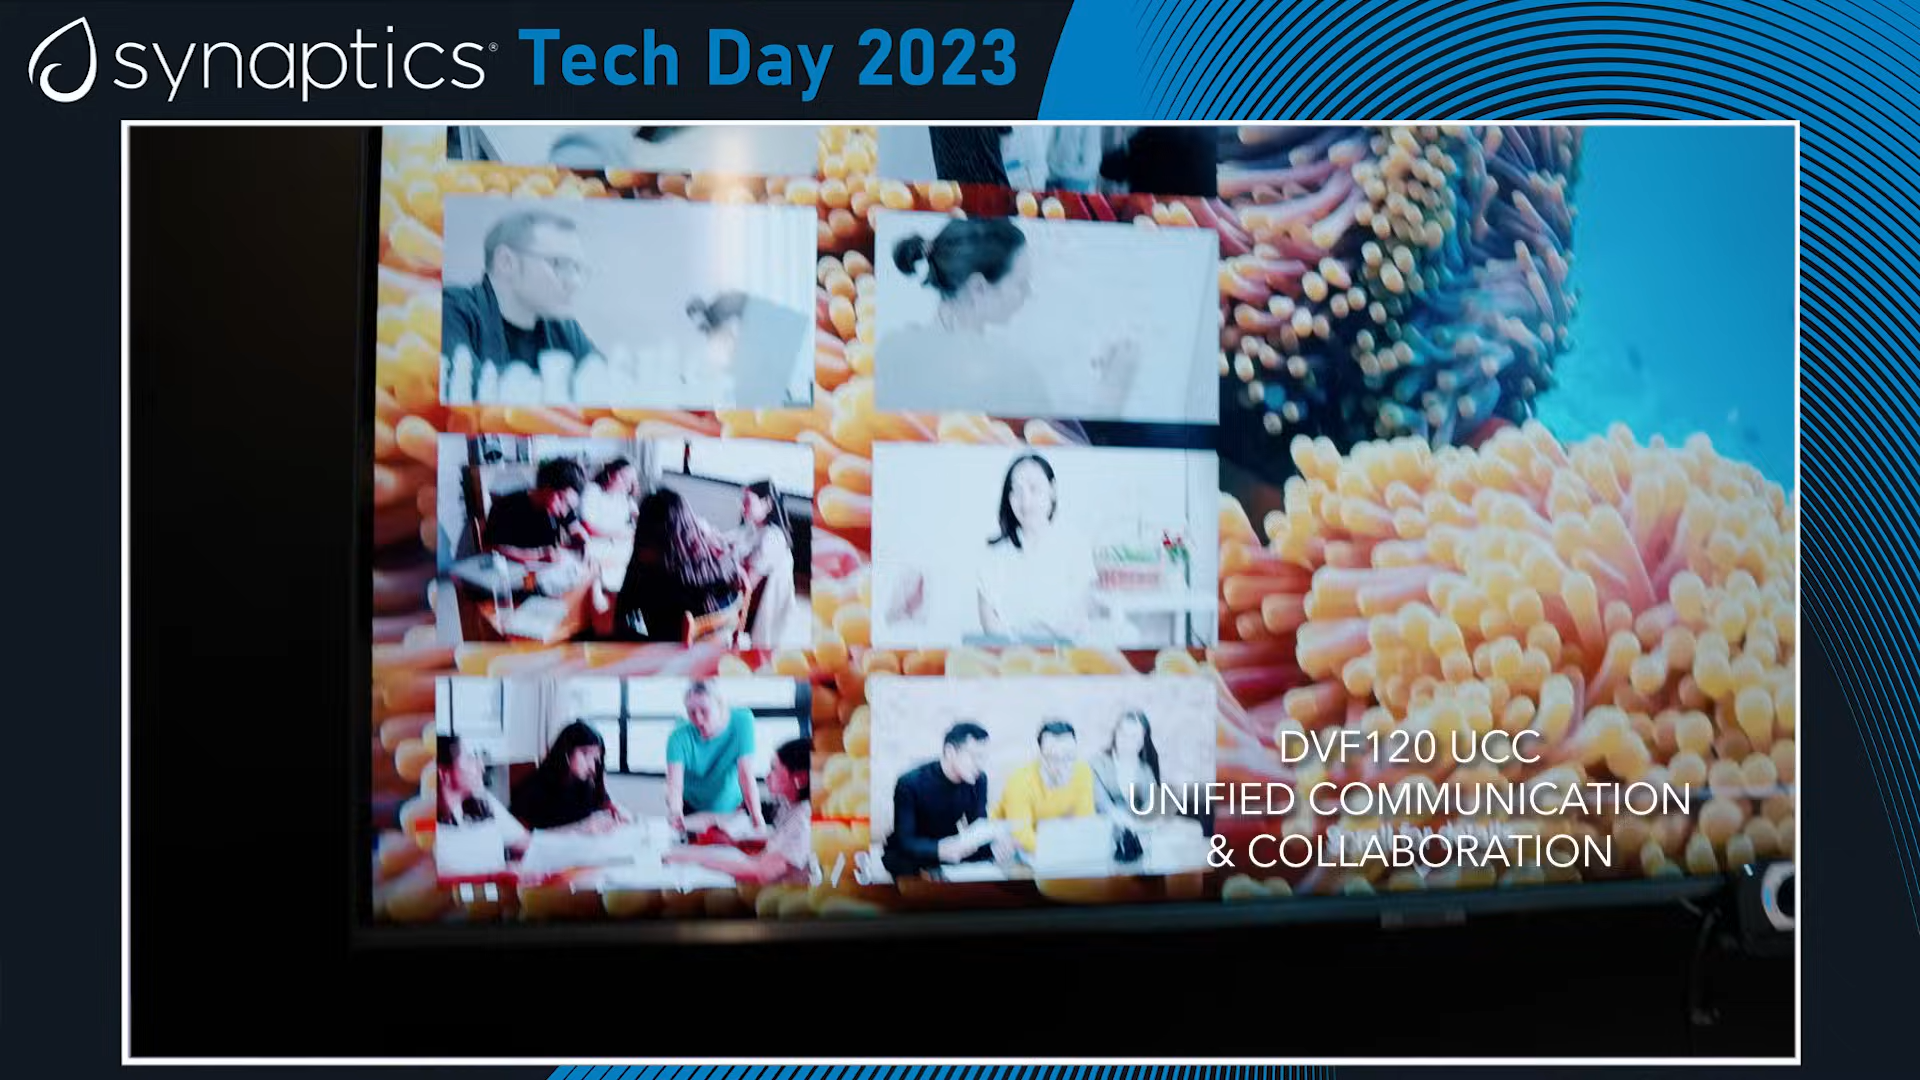 synaptics® Tech Day 2023
DVF120 UCC
UNIFIED COMMUNICATION
& COLLABORATION